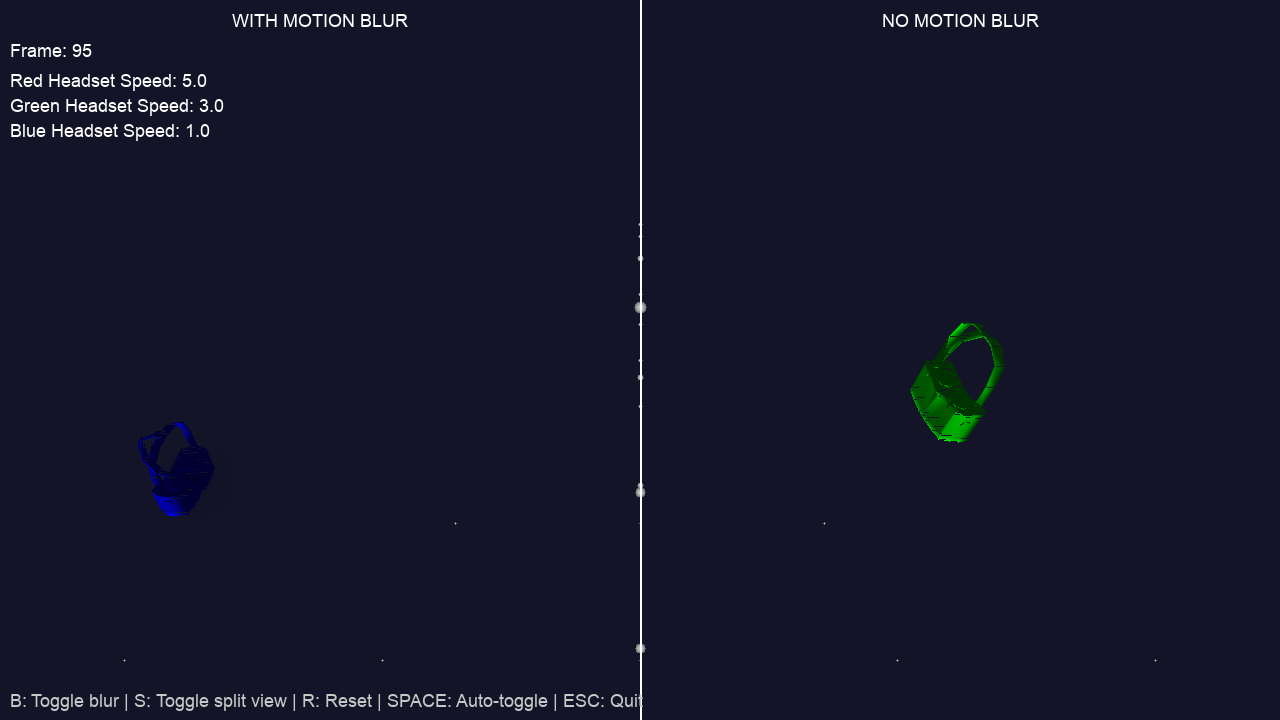 WITH MOTION BLUR
NO MOTION BLUR
Frame: 95
Red Headset Speed: 5.0
Green Headset Speed: 3.0
Blue Headset Speed: 1.0
B: Toggle blur | S: Toggle split view | R: Reset | SPACE: Auto-toggle | ESC: Quit